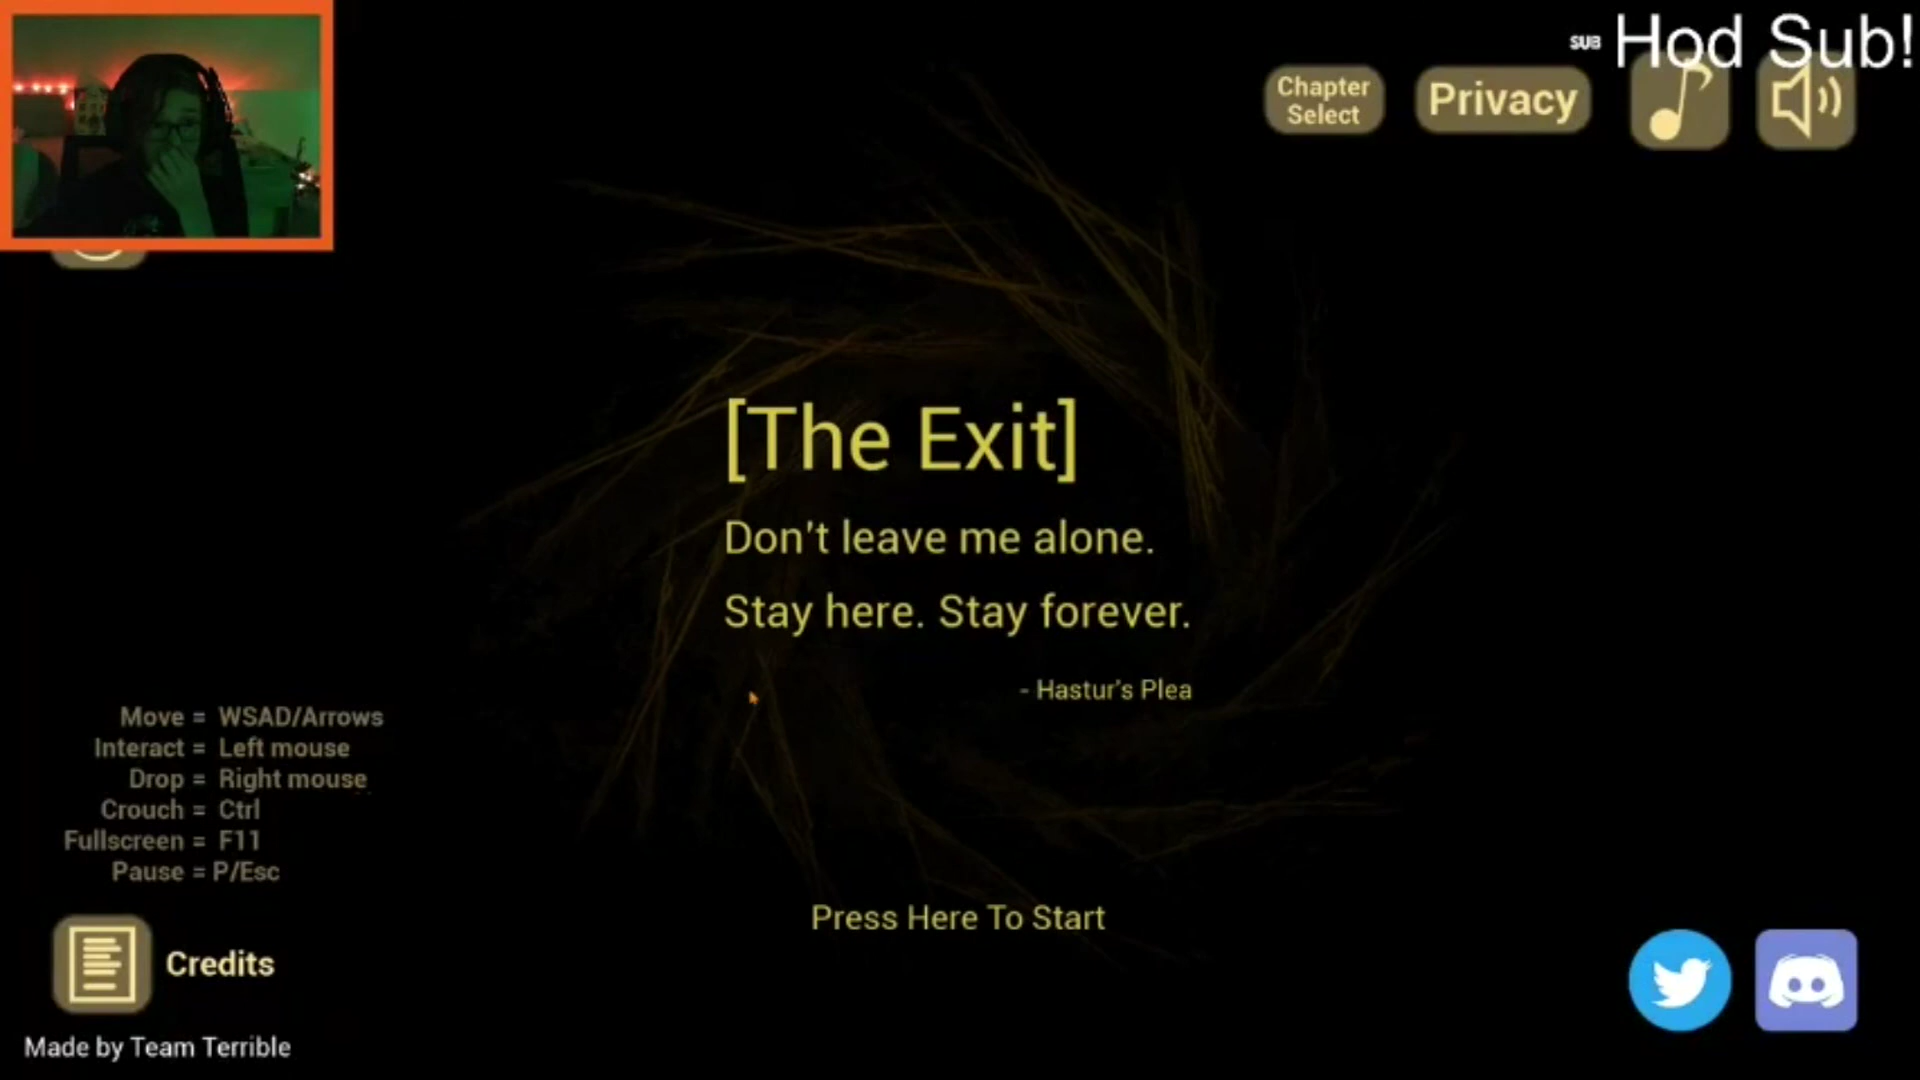 SUB Hod Sub!
Chapter
Select
Privacy
[The Exit]
Don't leave me alone.
Stay here. Stay forever.
- Hastur's Plea
Move = WSAD/Arrows
Interact = Left mouse
Drop = Right mouse
Crouch = Ctrl
Fullscreen = F11
Pause = P/Esc
Press Here To Start
Credits
Made by Team Terrible